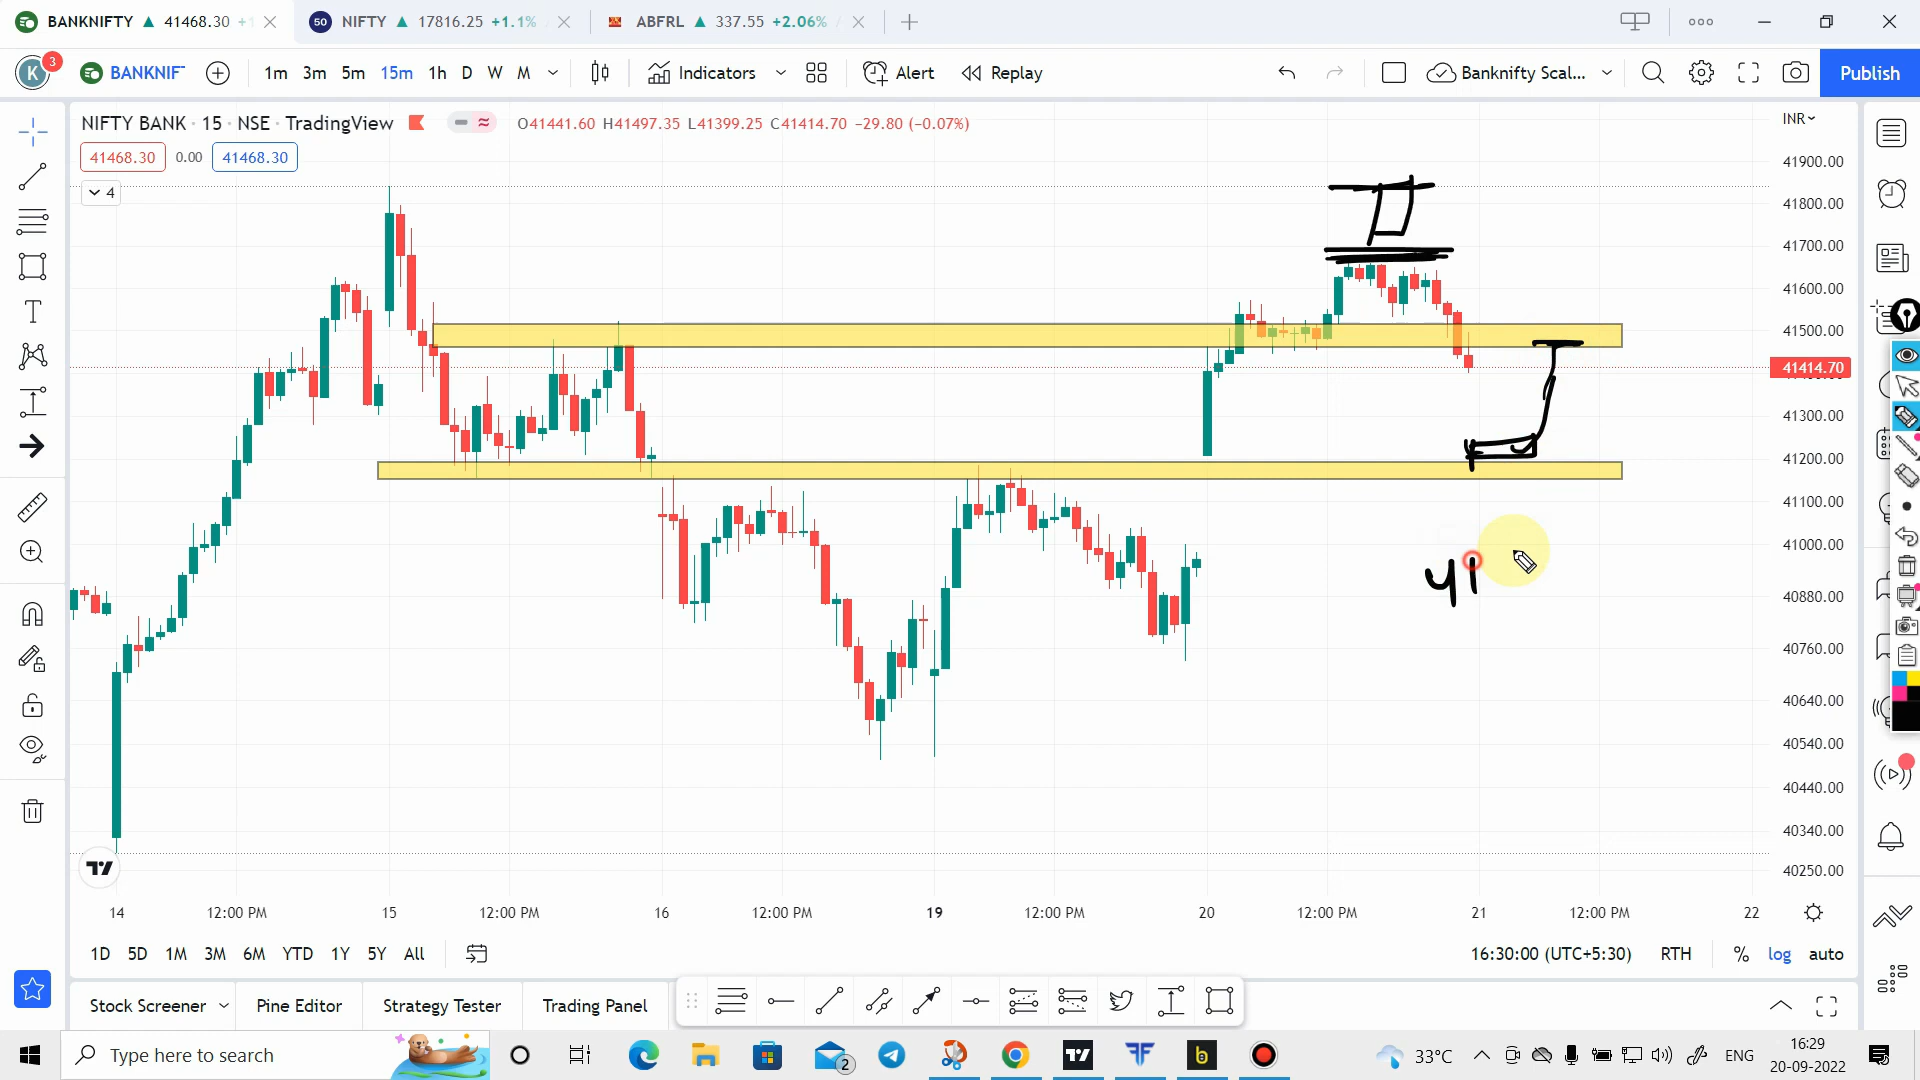 BANKNIFTY ▲ 41468.30 +1
50 NIFTY ▲ 17816.25 +1.1%
ABFRL ▲ 337.55 +2.06%
K 3 BANKNIF 1m 3m 5m 15m 1h D W M Indicators Alert Replay Banknifty Scal... Publish
NIFTY BANK · 15 · NSE · TradingView O41441.60 H41497.35 L41399.25 C41414.70 −29.80 (−0.07%)
INR
41468.30 0.00 41468.30
4
41900.00
41800.00
41700.00
41600.00
41500.00
41414.70
41300.00
41200.00
41100.00
41000.00
40880.00
40760.00
40640.00
40540.00
40440.00
40340.00
40250.00
41
14 12:00 PM 15 12:00 PM 16 12:00 PM 19 12:00 PM 20 12:00 PM 21 12:00 PM 22
1D 5D 1M 3M 6M YTD 1Y 5Y All 16:30:00 (UTC+5:30) RTH % log auto
Stock Screener Pine Editor Strategy Tester Trading Panel
Type here to search 2 33°C ENG 16:29
20-09-2022